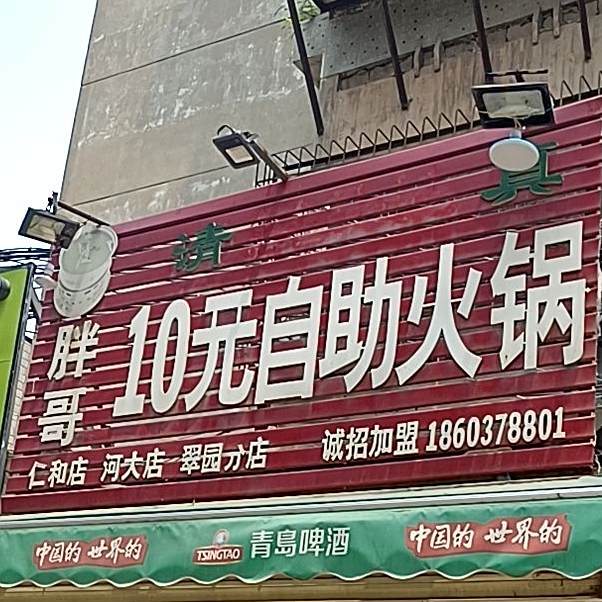 清 真
胖哥
10元自助火锅
仁和店 河大店 翠园分店 诚招加盟 1860378801
中国的 世界的 TSINGTAO 青島啤酒 中国的 世界的